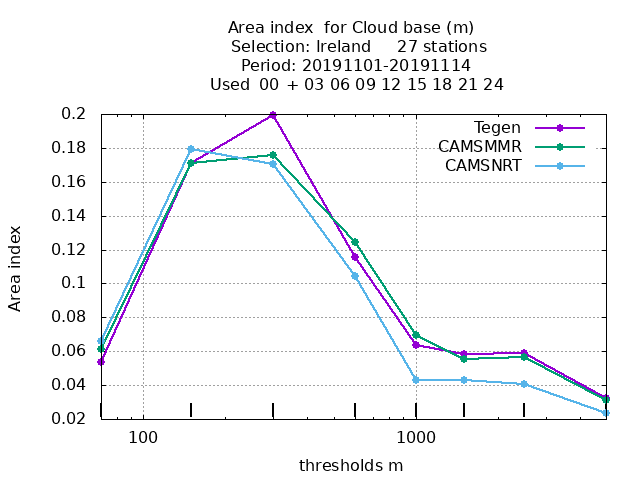 Area index  for Cloud base (m)
Selection: Ireland     27 stations
Period: 20191101-20191114
Used  00 + 03 06 09 12 15 18 21 24
Tegen
CAMSMMR
CAMSNRT
0.2
0.18
0.16
0.14
0.12
0.1
0.08
0.06
0.04
0.02
Area index
100
1000
thresholds m